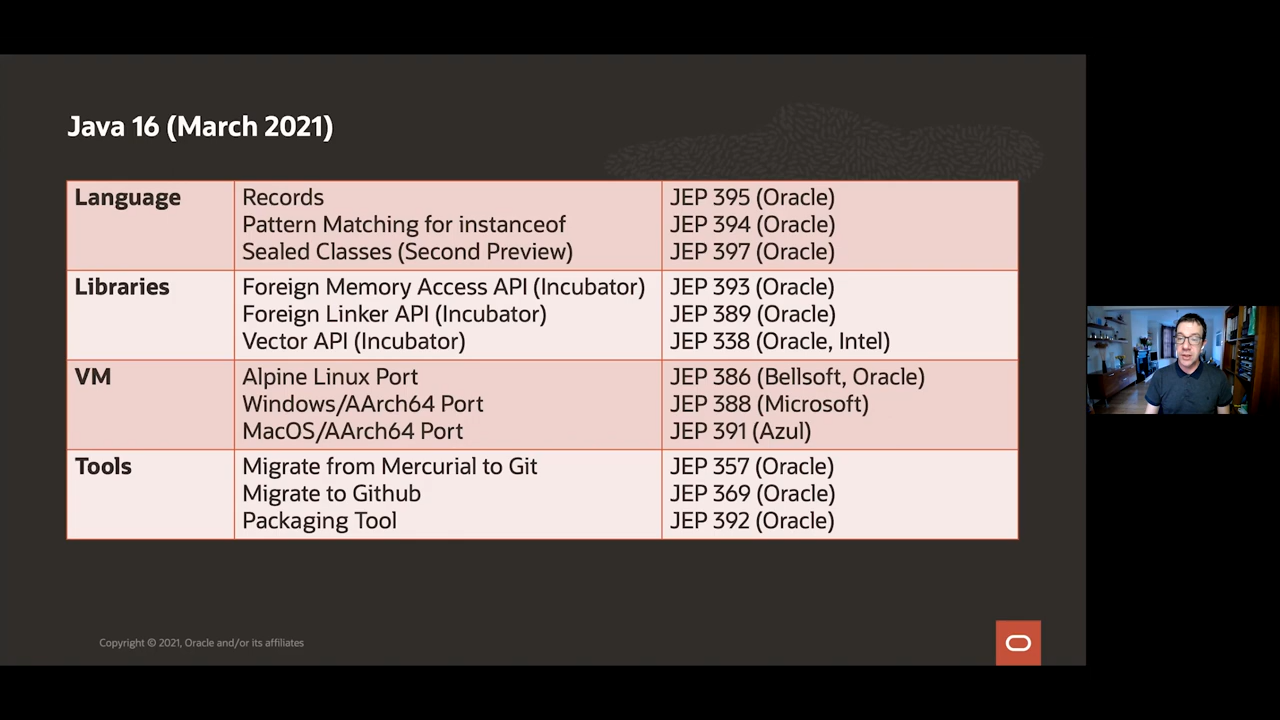 Java 16 (March 2021)
Language
Records
JEP 395 (Oracle)
Pattern Matching for instanceof
JEP 394 (Oracle)
Sealed Classes (Second Preview)
JEP 397 (Oracle)
Libraries
Foreign Memory Access API (Incubator)
JEP 393 (Oracle)
Foreign Linker API (Incubator)
JEP 389 (Oracle)
Vector API (Incubator)
JEP 338 (Oracle, Intel)
VM
Alpine Linux Port
JEP 386 (Bellsoft, Oracle)
Windows/AArch64 Port
JEP 388 (Microsoft)
MacOS/AArch64 Port
JEP 391 (Azul)
Tools
Migrate from Mercurial to Git
JEP 357 (Oracle)
Migrate to Github
JEP 369 (Oracle)
Packaging Tool
JEP 392 (Oracle)
Copyright © 2021, Oracle and/or its affiliates